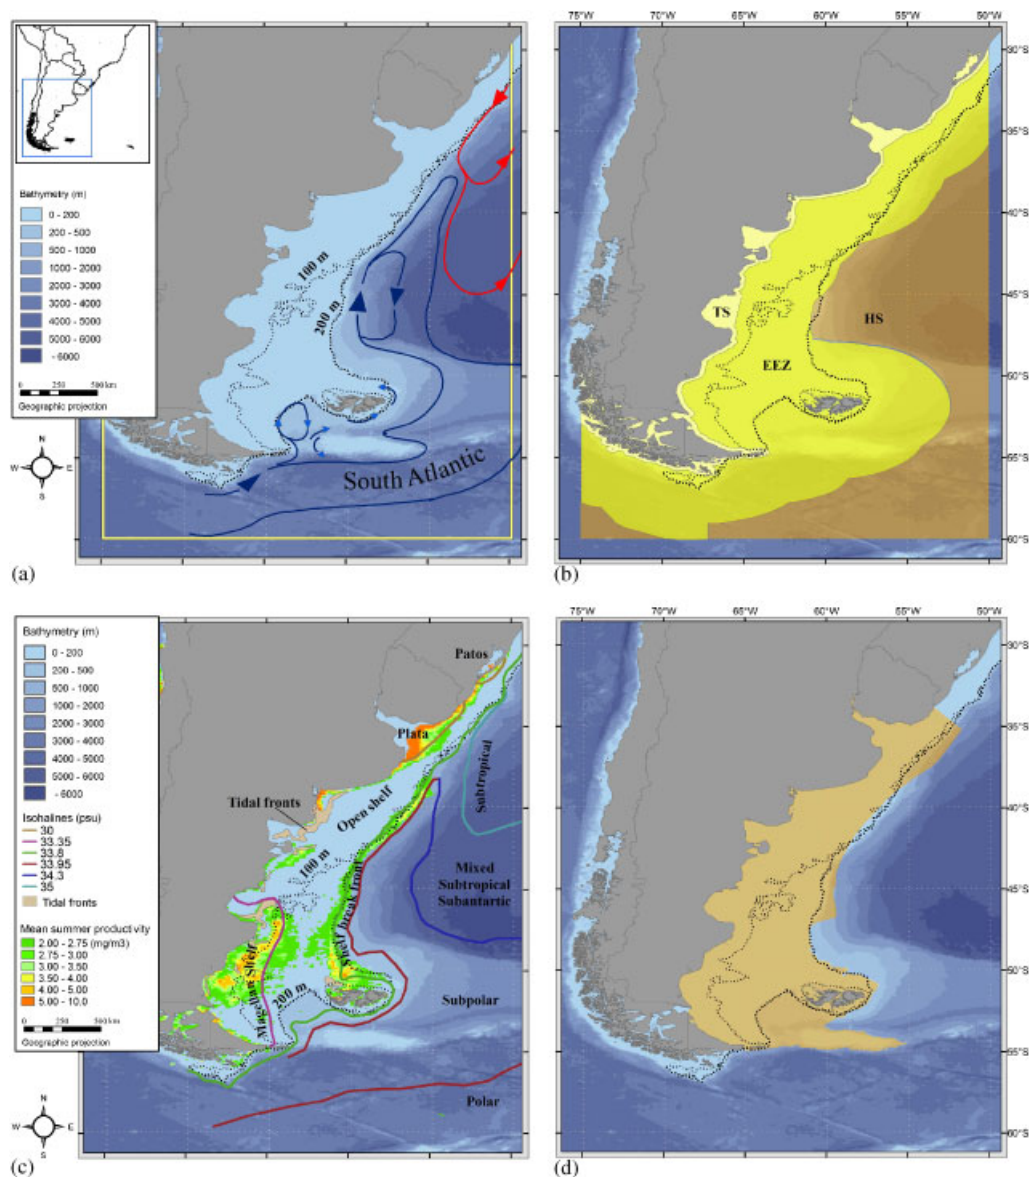 75°W 70°W 65°W 60°W 55°W 50°W
30°S
35°S
40°S
45°S
50°S
55°S
60°S
Bathymetry (m)
0 - 200
200 - 500
500 - 1000
1000 - 2000
2000 - 3000
3000 - 4000
4000 - 5000
5000 - 6000
- 6000
0 250 500 km
Geographic projection
N
W E
S
100 m
200 m
South Atlantic
(a)
TS
EEZ
HS
(b)
75°W 70°W 65°W 60°W 55°W 50°W
30°S
35°S
40°S
45°S
50°S
55°S
60°S
Bathymetry (m)
0 - 200
200 - 500
500 - 1000
1000 - 2000
2000 - 3000
3000 - 4000
4000 - 5000
5000 - 6000
- 6000
Isohalines (psu)
30
33.35
33.8
33.95
34.3
35
Tidal fronts
Mean summer productivity
2.00 - 2.75 (mg/m3)
2.75 - 3.00
3.00 - 3.50
3.50 - 4.00
4.00 - 5.00
5.00 - 10.0
0 250 500 km
Geographic projection
N
W E
S
Patos
Plata
Subtropical
Tidal fronts
Open shelf
100 m
Mixed
Subtropical
Subantartic
Shelf break front
Magellan Shelf
200 m
Subpolar
Polar
(c)
(d)